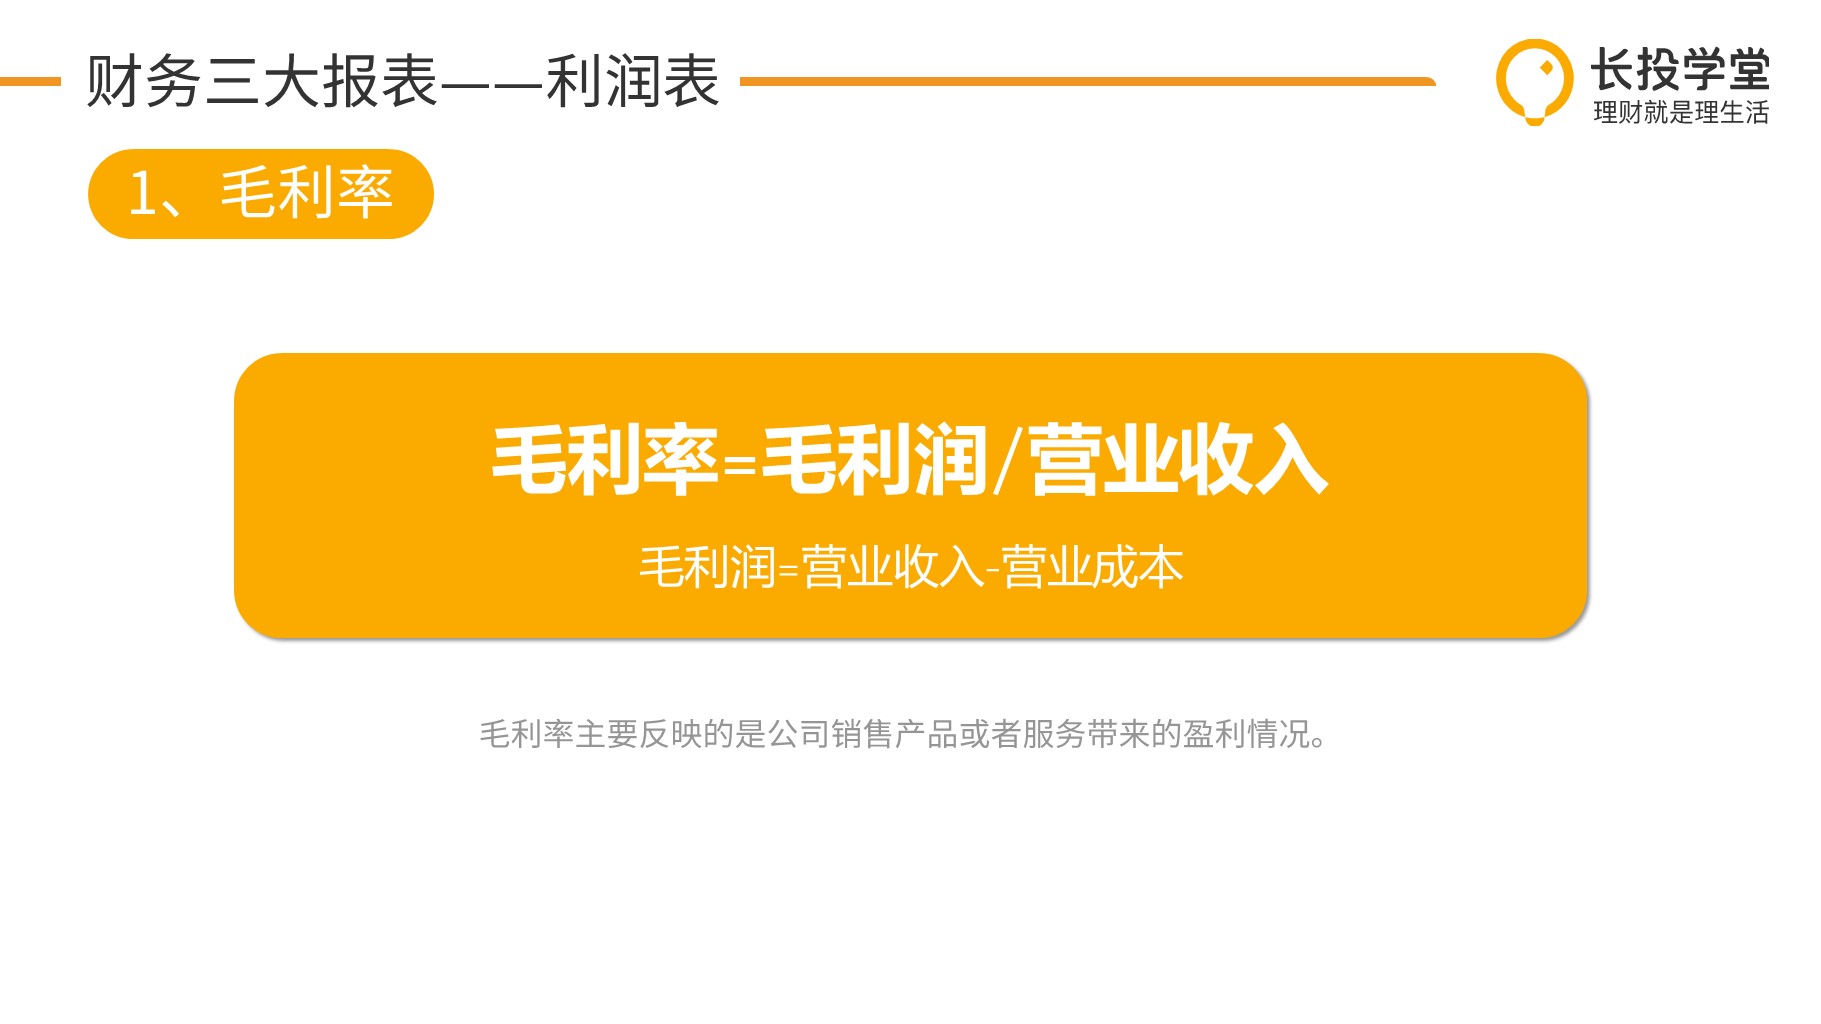 财务三大报表——利润表
长投学堂
理财就是理生活
1、毛利率
毛利率=毛利润/营业收入
毛利润=营业收入-营业成本
毛利率主要反映的是公司销售产品或者服务带来的盈利情况。